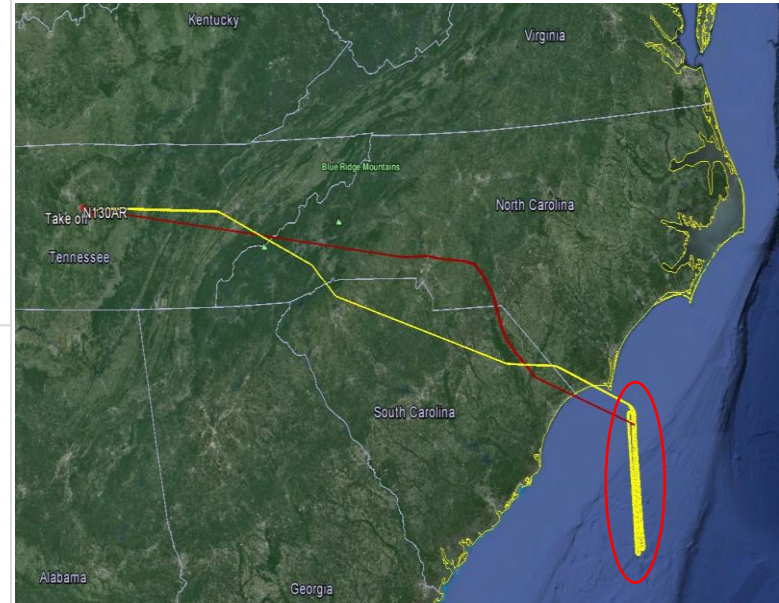 Kentucky
Virginia
Blue Ridge Mountains
North Carolina
N130AR
Take off
Tennessee
South Carolina
Alabama
Georgia